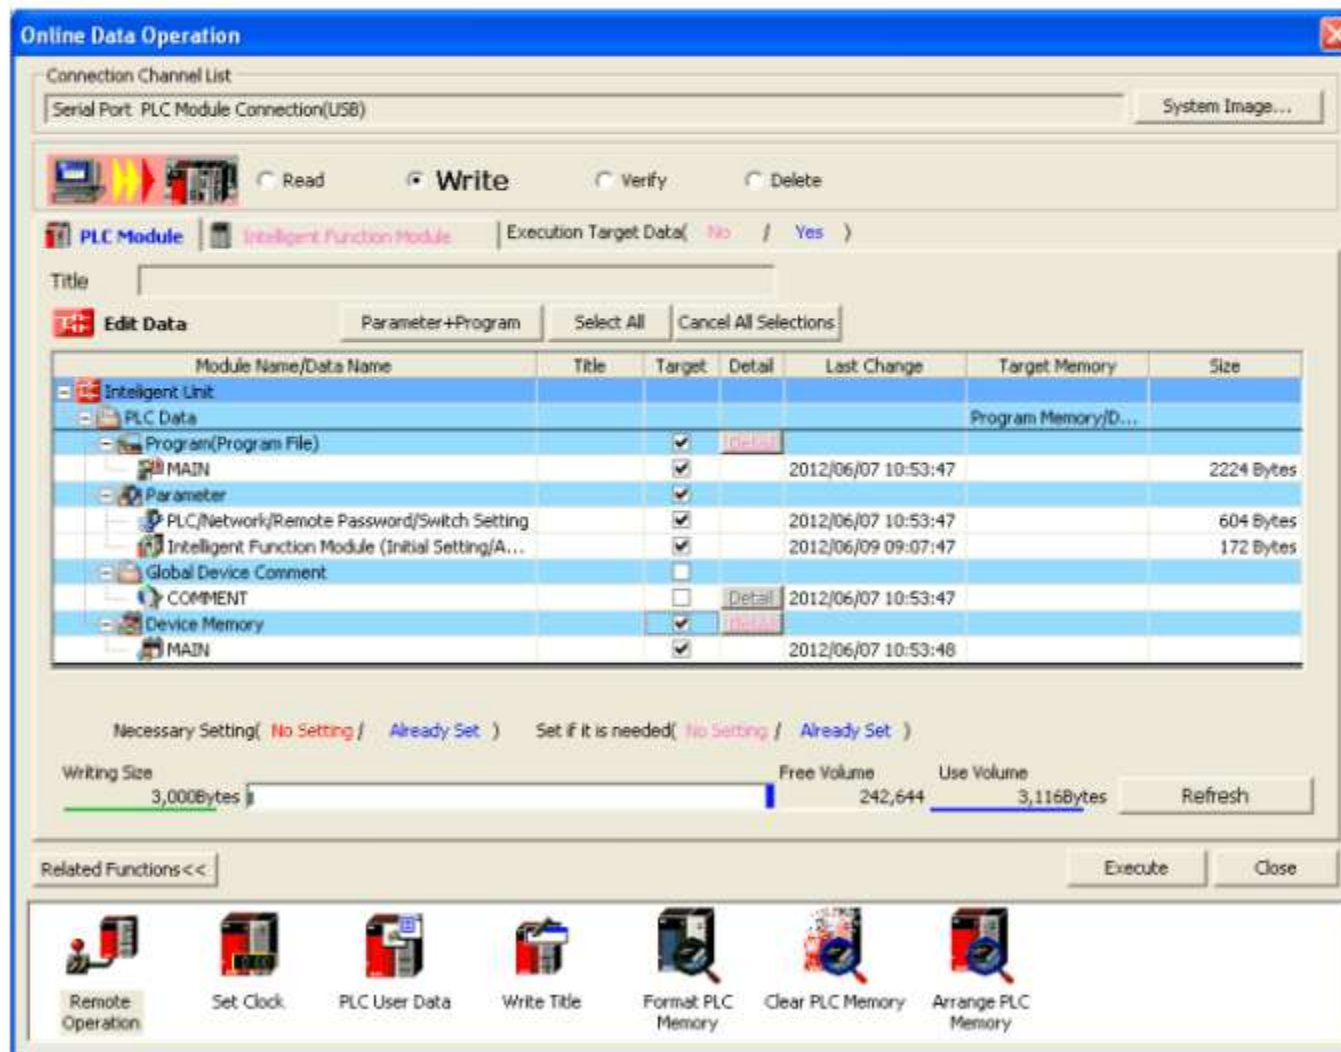 Online Data Operation
Connection Channel List
Serial Port PLC Module Connection(USB)
System Image...
Read
Write
Verify
Delete
PLC Module
Intelligent Function Module
Execution Target Data( No / Yes )
Title
Edit Data
Parameter+Program
Select All
Cancel All Selections
Module Name/Data Name Title Target Detail Last Change Target Memory Size
Inteligent Unit
PLC Data Program Memory/D...
Program(Program File) Detail
MAIN 2012/06/07 10:53:47 2224 Bytes
Parameter
PLC/Network/Remote Password/Switch Setting 2012/06/07 10:53:47 604 Bytes
Intelligent Function Module (Initial Setting/A... 2012/06/09 09:07:47 172 Bytes
Global Device Comment
COMMENT Detail 2012/06/07 10:53:47
Device Memory Detail
MAIN 2012/06/07 10:53:48
Necessary Setting( No Setting / Already Set ) Set if it is needed( No Setting / Already Set )
Writing Size Free Volume Use Volume
3,000Bytes 242,644 3,116Bytes Refresh
Related Functions<<
Execute
Close
Remote Operation
Set Clock
PLC User Data
Write Title
Format PLC Memory
Clear PLC Memory
Arrange PLC Memory